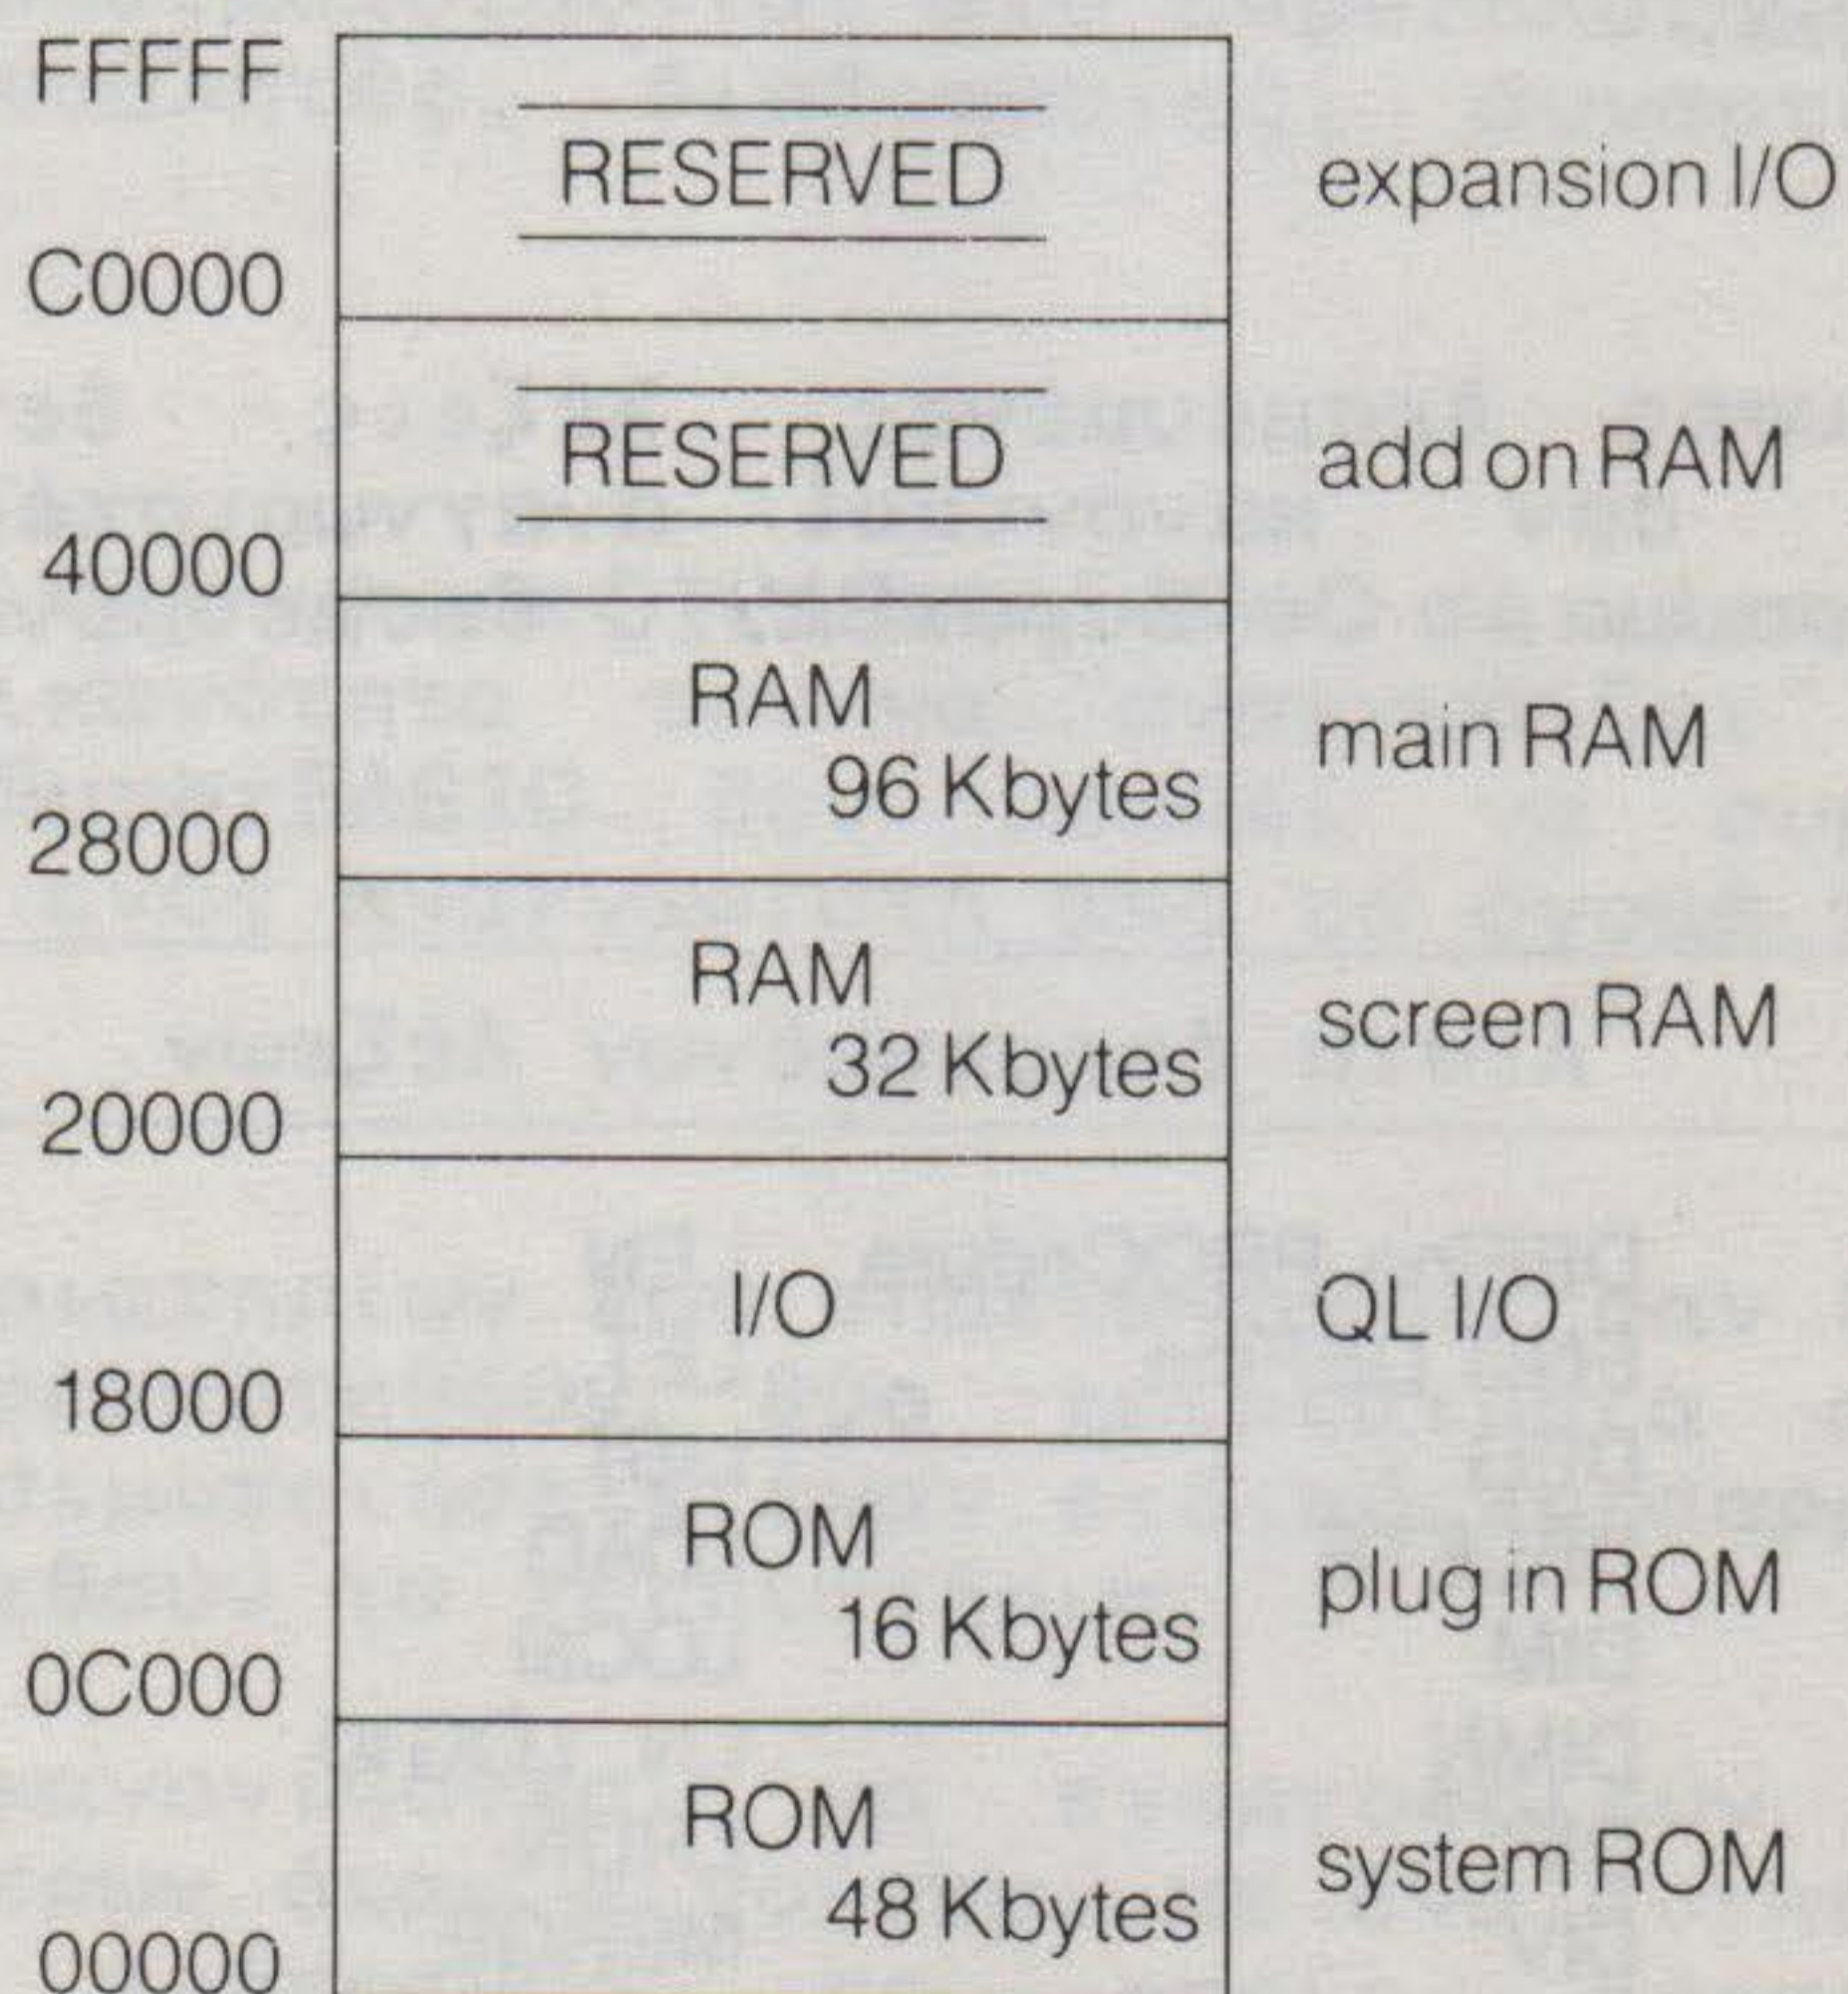 FFFFF
RESERVED expansion I/O
C0000
RESERVED add on RAM
40000
RAM
main RAM
96 Kbytes
28000
RAM
screen RAM
32 Kbytes
20000
I/O QL I/O
18000
ROM
plug in ROM
16 Kbytes
0C000
ROM
system ROM
48 Kbytes
00000